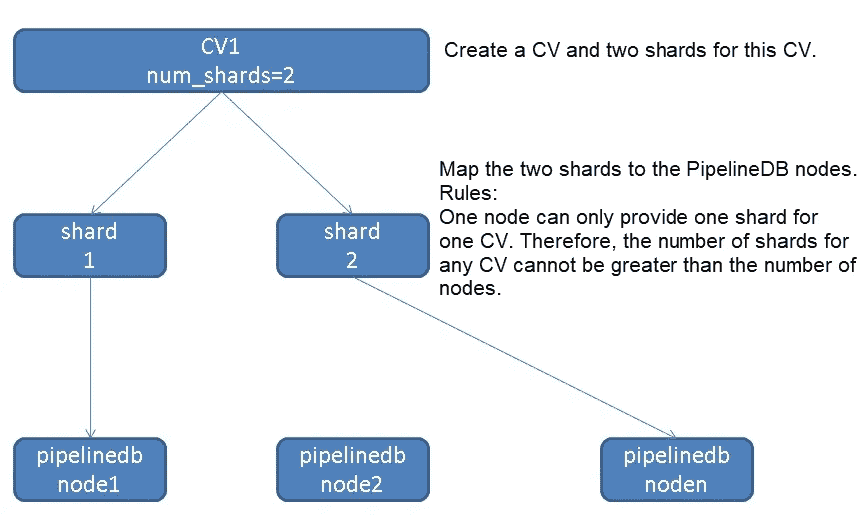 CV1
num_shards=2
Create a CV and two shards for this CV.
Map the two shards to the PipelineDB nodes.
Rules:
One node can only provide one shard for
one CV. Therefore, the number of shards for
any CV cannot be greater than the number of
nodes.
shard
1
shard
2
pipelinedb
node1
pipelinedb
node2
pipelinedb
noden